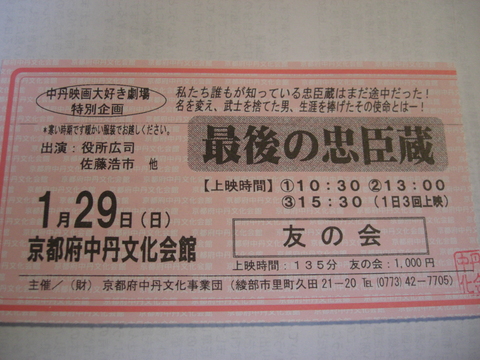 中丹映画大好き劇場
特別企画
私たち誰もが知っている忠臣蔵はまだ途中だった！
名を変え、武士を捨てた男、生涯を捧げたその使命とはー！
＊寒い時期です暖かい服装でお越しください。
出演：役所広司
佐藤浩市 他
最後の忠臣蔵
【上映時間】①10:30 ②13:00
③15:30（1日3回上映）
1月29日（日）
京都府中丹文化会館
友の会
上映時間：135分 友の会：1,000円
主催／（財）京都府中丹文化事業団（綾部市里町久田21-20 Tel (0773) 42-7705）